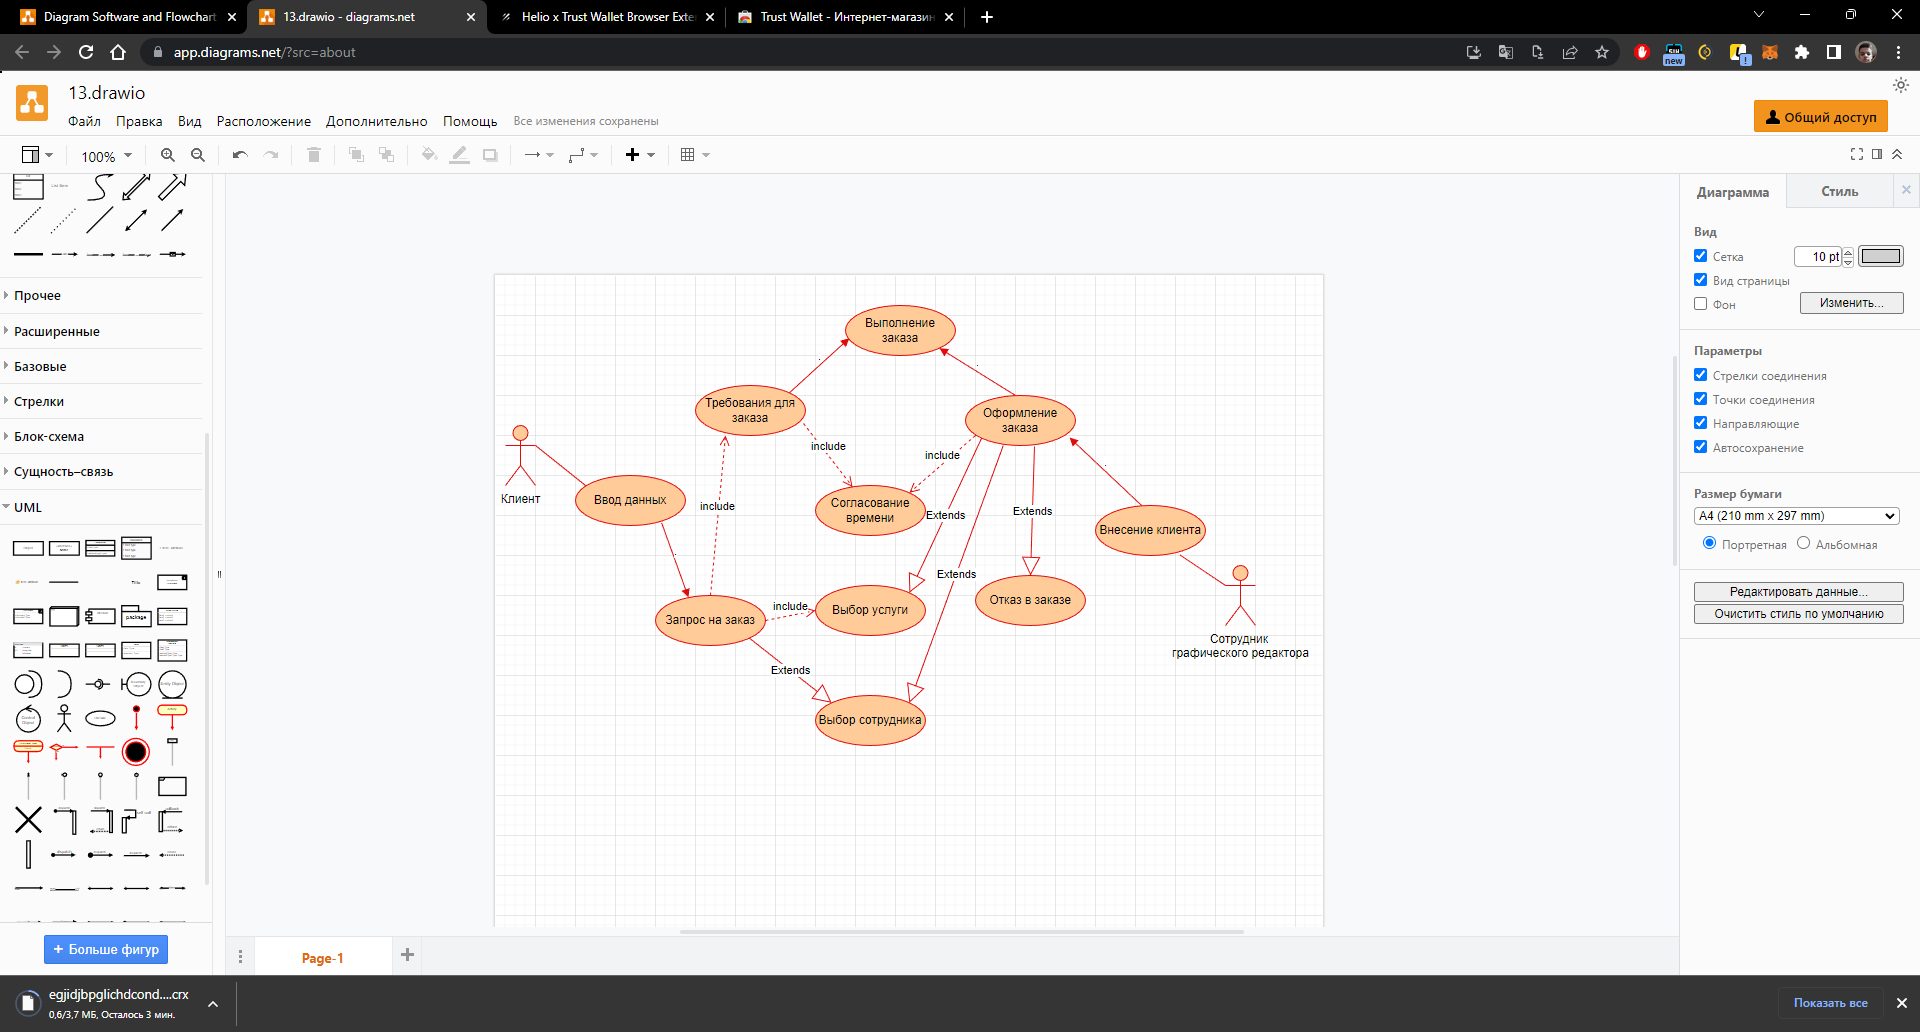 Diagram Software and Flowchart
13.drawio - diagrams.net
Helio x Trust Wallet Browser Exte
Trust Wallet - Интернет-магазин
app.diagrams.net/?src=about
new
13.drawio
Файл Правка Вид Расположение Дополнительно Помощь Все изменения сохранены
Общий доступ
100%
Прочее
Расширенные
Базовые
Стрелки
Блок-схема
Сущность–связь
UML
Title
package
+ Больше фигур
Выполнение
заказа
Требования для
заказа
Оформление
заказа
include
include
Клиент
Ввод данных
include
Согласование
времени
Extends
Extends
Внесение клиента
Extends
Отказ в заказе
Запрос на заказ
include
Выбор услуги
Сотрудник
графического редактора
Extends
Выбор сотрудника
Page-1
Диаграмма
Стиль
Вид
Сетка
10 pt
Вид страницы
Фон
Изменить...
Параметры
Стрелки соединения
Точки соединения
Направляющие
Автосохранение
Размер бумаги
A4 (210 mm x 297 mm)
Портретная
Альбомная
Редактировать данные...
Очистить стиль по умолчанию
egjidjbpglichdcond....crx
0,6/3,7 МБ, Осталось 3 мин.
Показать все